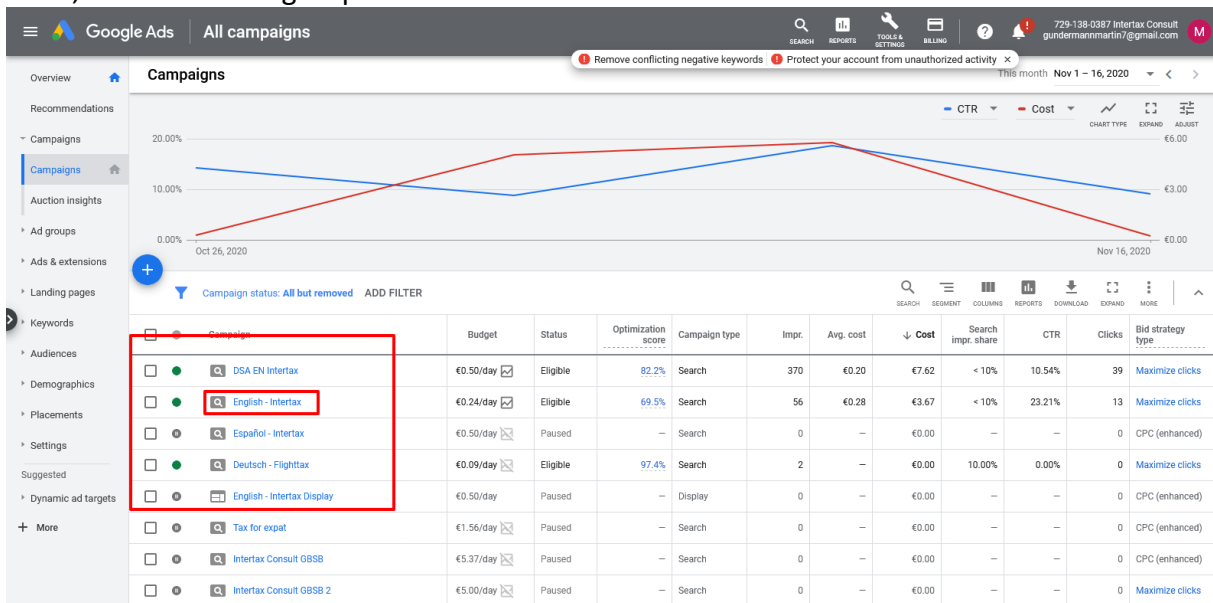 Google Ads All campaigns
SEARCH REPORTS TOOLS & SETTINGS BILLING
729-138-0387 Intertax Consult
gundermannmartin7@gmail.com M
Remove conflicting negative keywords Protect your account from unauthorized activity ×
Overview
Recommendations
Campaigns
Campaigns
Auction insights
Ad groups
Ads & extensions
Landing pages
Keywords
Audiences
Demographics
Placements
Settings
Suggested
Dynamic ad targets
+ More
Campaigns
This month Nov 1 – 16, 2020
CTR Cost CHART TYPE EXPAND ADJUST
20.00% €6.00
10.00% €3.00
0.00% €0.00
Oct 26, 2020 Nov 16, 2020
Campaign status: All but removed ADD FILTER
SEARCH SEGMENT COLUMNS REPORTS DOWNLOAD EXPAND MORE
Campaign Budget Status Optimization score Campaign type Impr. Avg. cost ↓ Cost Search impr. share CTR Clicks Bid strategy type
DSA EN Intertax €0.50/day Eligible 82.2% Search 370 €0.20 €7.62 < 10% 10.54% 39 Maximize clicks
English - Intertax €0.24/day Eligible 69.5% Search 56 €0.28 €3.67 < 10% 23.21% 13 Maximize clicks
Español - Intertax €0.50/day Paused – Search 0 – €0.00 – – 0 CPC (enhanced)
Deutsch - Flighttax €0.09/day Eligible 97.4% Search 2 – €0.00 10.00% 0.00% 0 Maximize clicks
English - Intertax Display €0.50/day Paused – Display 0 – €0.00 – – 0 CPC (enhanced)
Tax for expat €1.56/day Paused – Search 0 – €0.00 – – 0 CPC (enhanced)
Intertax Consult GBSB €5.37/day Paused – Search 0 – €0.00 – – 0 CPC (enhanced)
Intertax Consult GBSB 2 €5.00/day Paused – Search 0 – €0.00 – – 0 Maximize clicks